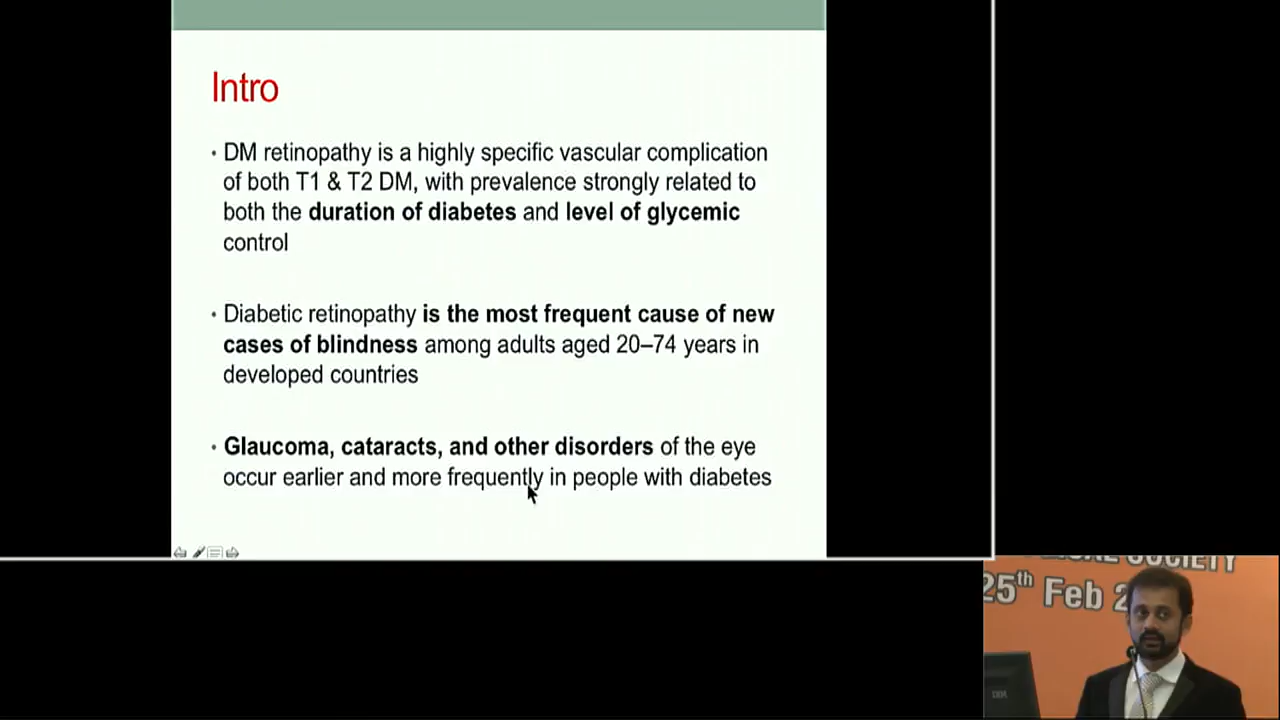 Intro
• DM retinopathy is a highly specific vascular complication
of both T1 & T2 DM, with prevalence strongly related to
both the duration of diabetes and level of glycemic
control
• Diabetic retinopathy is the most frequent cause of new
cases of blindness among adults aged 20–74 years in
developed countries
• Glaucoma, cataracts, and other disorders of the eye
occur earlier and more frequently in people with diabetes
SOCIETY
25th Feb 2
IBM